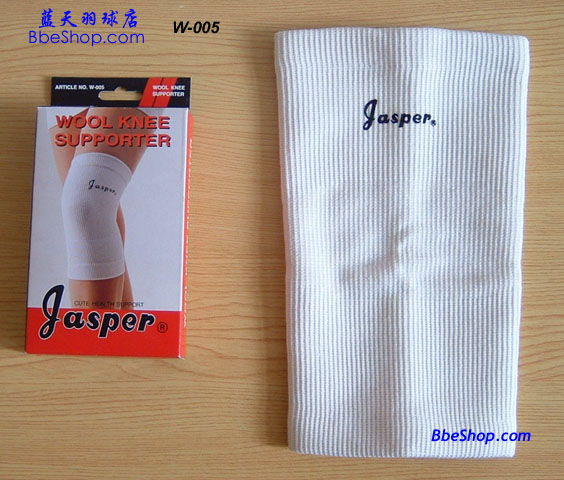 蓝天羽球店
BbeShop.com
W-005
ARTICLE NO. W-005
WOOL KNEE
SUPPORTER
WOOL KNEE
SUPPORTER
Jasper
CUTE HEALTH SUPPORT
Jasper®
Jasper®
BbeShop.com